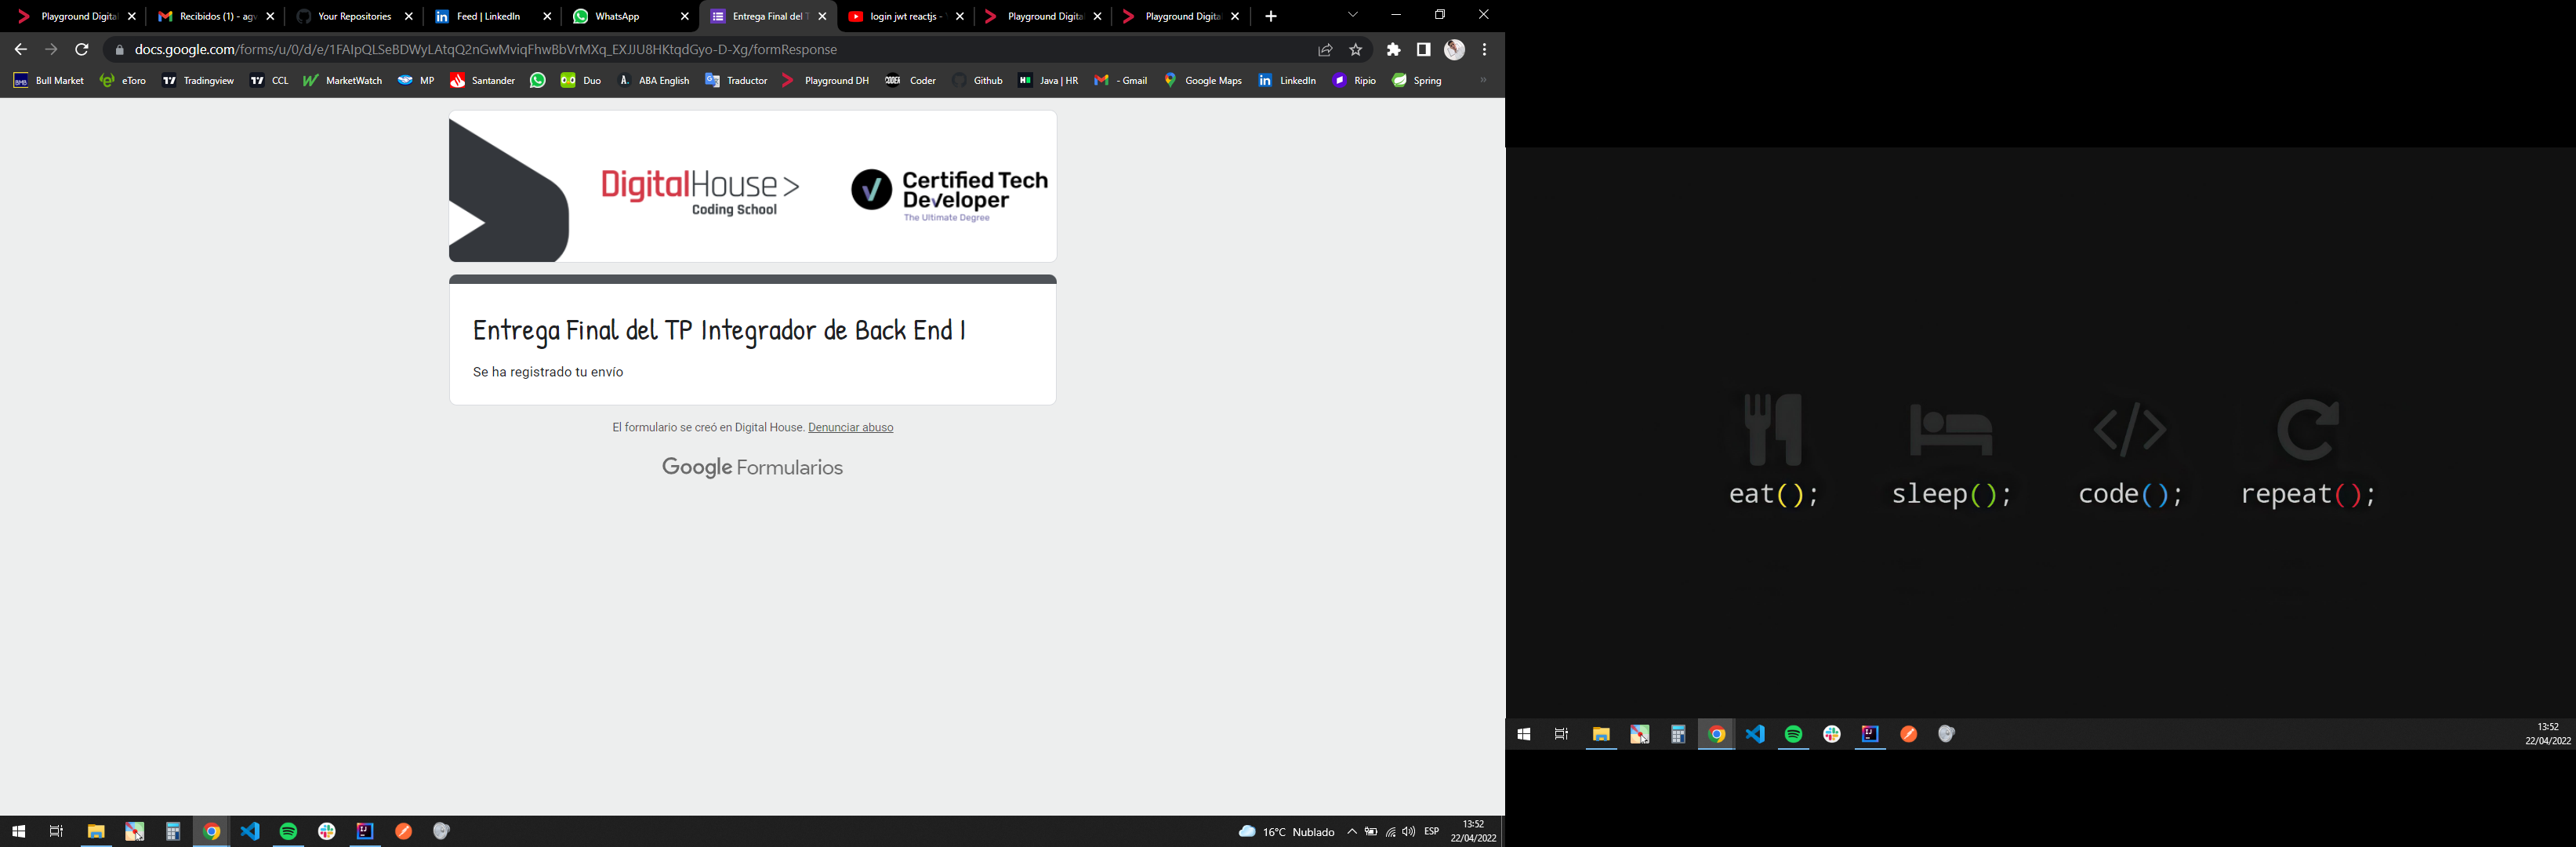 Playground Digital
Recibidos (1) - agv
Your Repositories
Feed | LinkedIn
WhatsApp
Entrega Final del T
login jwt reactjs -
Playground Digital
Playground Digital
docs.google.com/forms/u/0/d/e/1FAIpQLSeBDWyLAtqQ2nGwMviqFhwBbVrMXq_EXJJU8HKtqdGyo-D-Xg/formResponse
Bull Market
eToro
Tradingview
CCL
MarketWatch
MP
Santander
Duo
ABA English
Traductor
Playground DH
Coder
Github
Java | HR
- Gmail
Google Maps
LinkedIn
Ripio
Spring
DigitalHouse >
Coding School
Certified Tech
Developer
The Ultimate Degree
Entrega Final del TP Integrador de Back End I
Se ha registrado tu envío
El formulario se creó en Digital House. Denunciar abuso
Google Formularios
eat();
sleep();
code();
repeat();
16°C Nublado
ESP
13:52
22/04/2022
13:52
22/04/2022